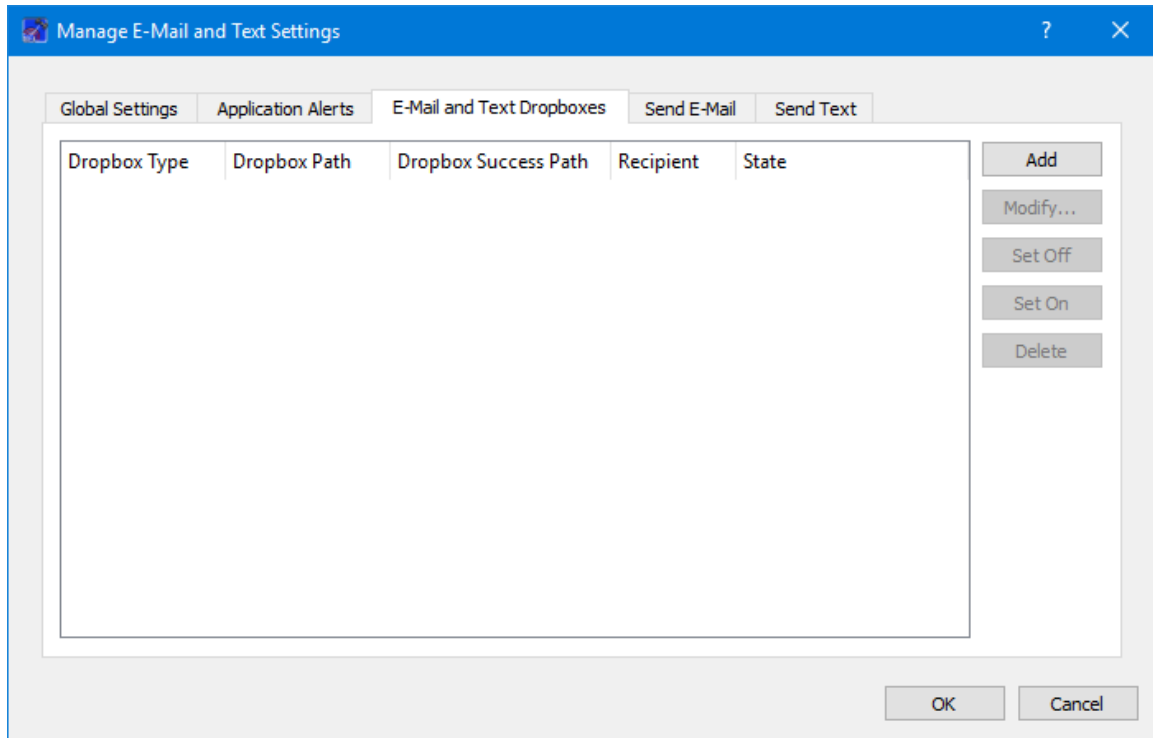 Manage E-Mail and Text Settings ?
Global Settings Application Alerts E-Mail and Text Dropboxes Send E-Mail Send Text
Dropbox Type Dropbox Path Dropbox Success Path Recipient State
Add
Modify...
Set Off
Set On
Delete
OK Cancel